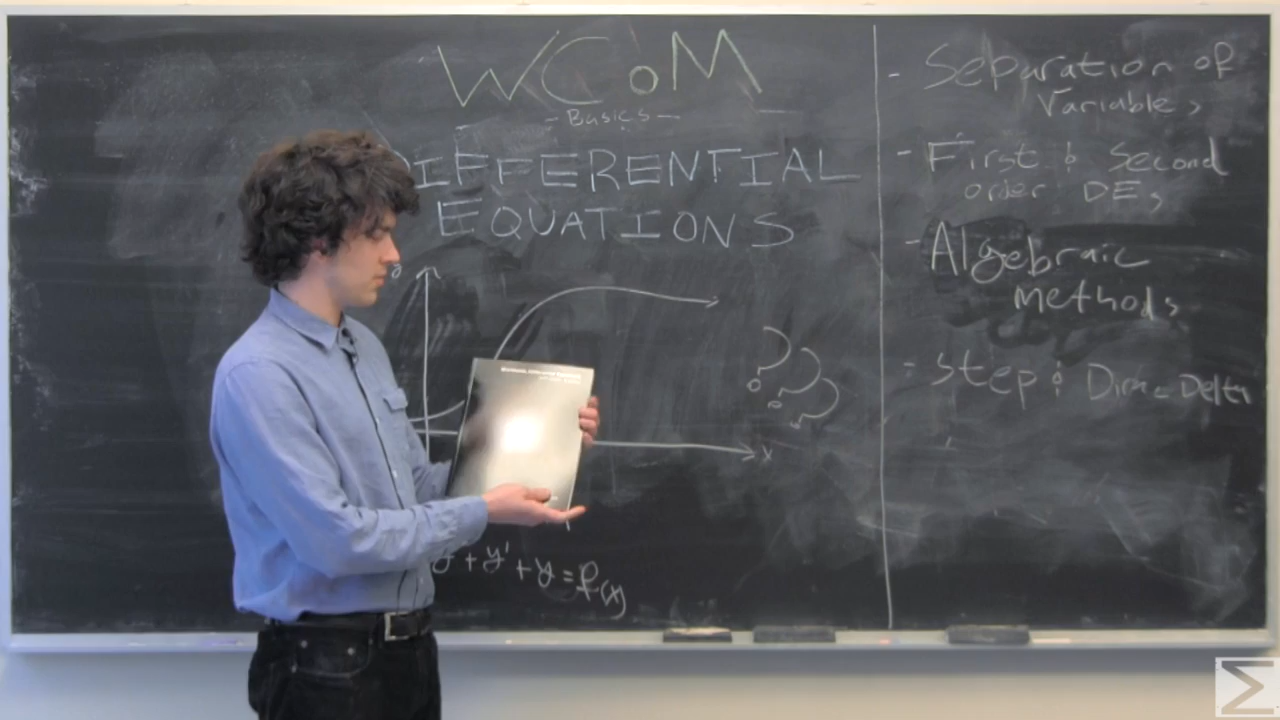 WCoM
- Basics -
DIFFERENTIAL
EQUATIONS
y
x
???
+ y' + y = f(x)
- Separation of
Variables
- First & Second
order DEs
- Algebraic
methods
- Step & Dirac Delta
Σ